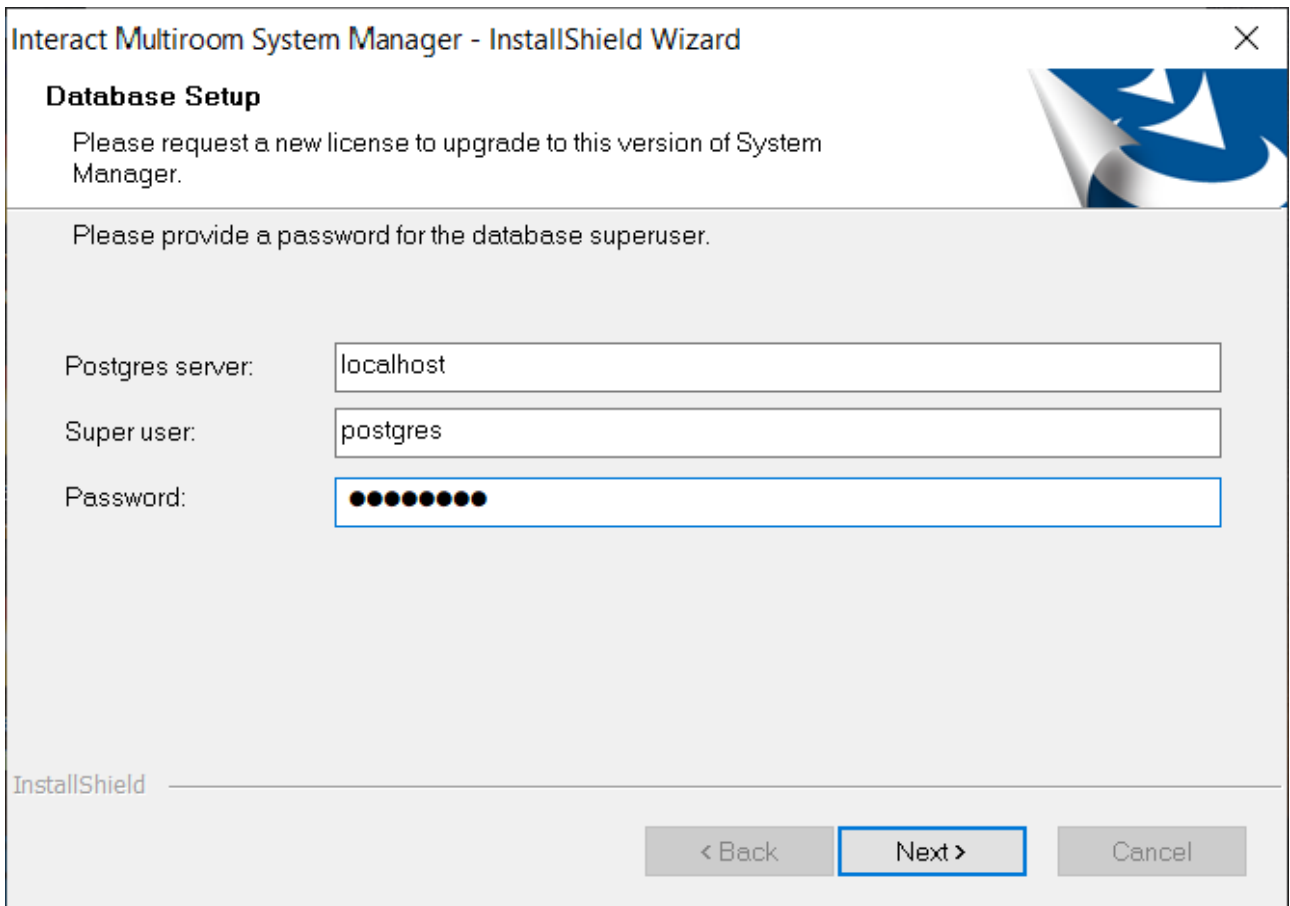 Interact Multiroom System Manager - InstallShield Wizard
Database Setup
Please request a new license to upgrade to this version of System
Manager.
Please provide a password for the database superuser.
Postgres server: localhost
Super user: postgres
Password: ●●●●●●●●
InstallShield
< Back Next > Cancel